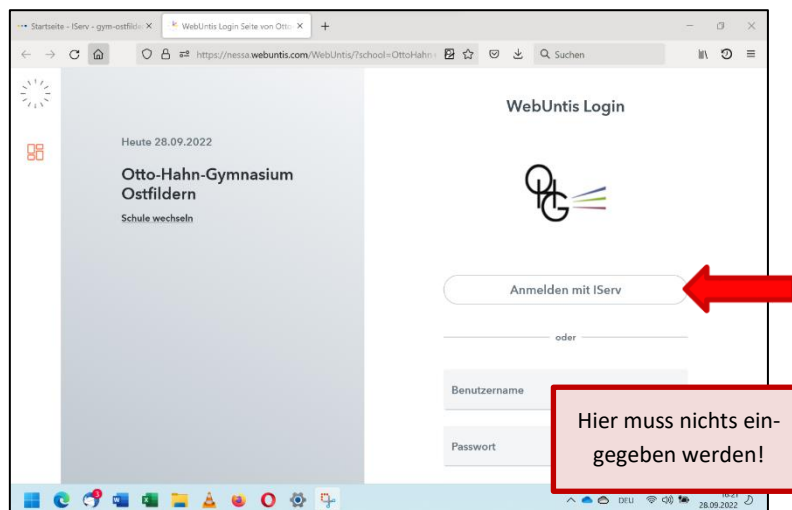 Startseite - IServ - gym-ostfilde
WebUntis Login Seite von Otto
https://nessa.webuntis.com/WebUntis/?school=OttoHahn
Suchen
Heute 28.09.2022
Otto-Hahn-Gymnasium
Ostfildern
Schule wechseln
WebUntis Login
OHG
Anmelden mit IServ
oder
Benutzername
Passwort
Hier muss nichts ein-
gegeben werden!
DEU
28.09.2022